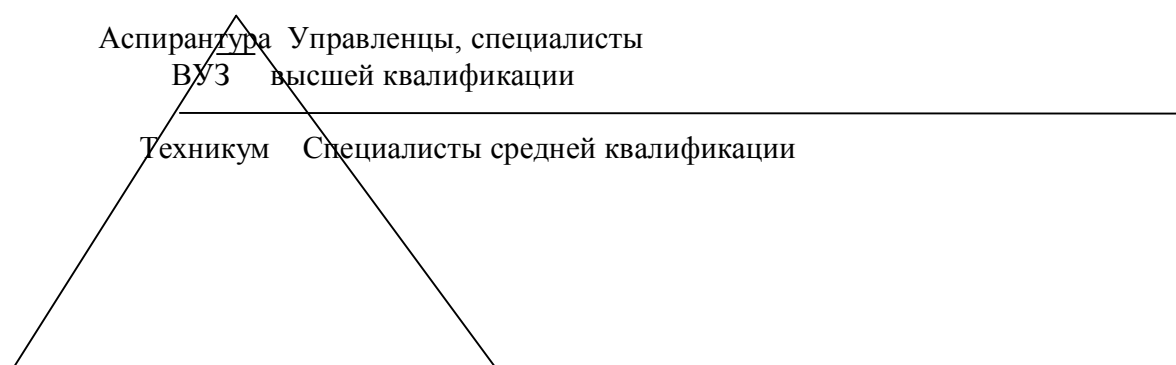 Аспирантура Управленцы, специалисты
ВУЗ высшей квалификации
Техникум Специалисты средней квалификации